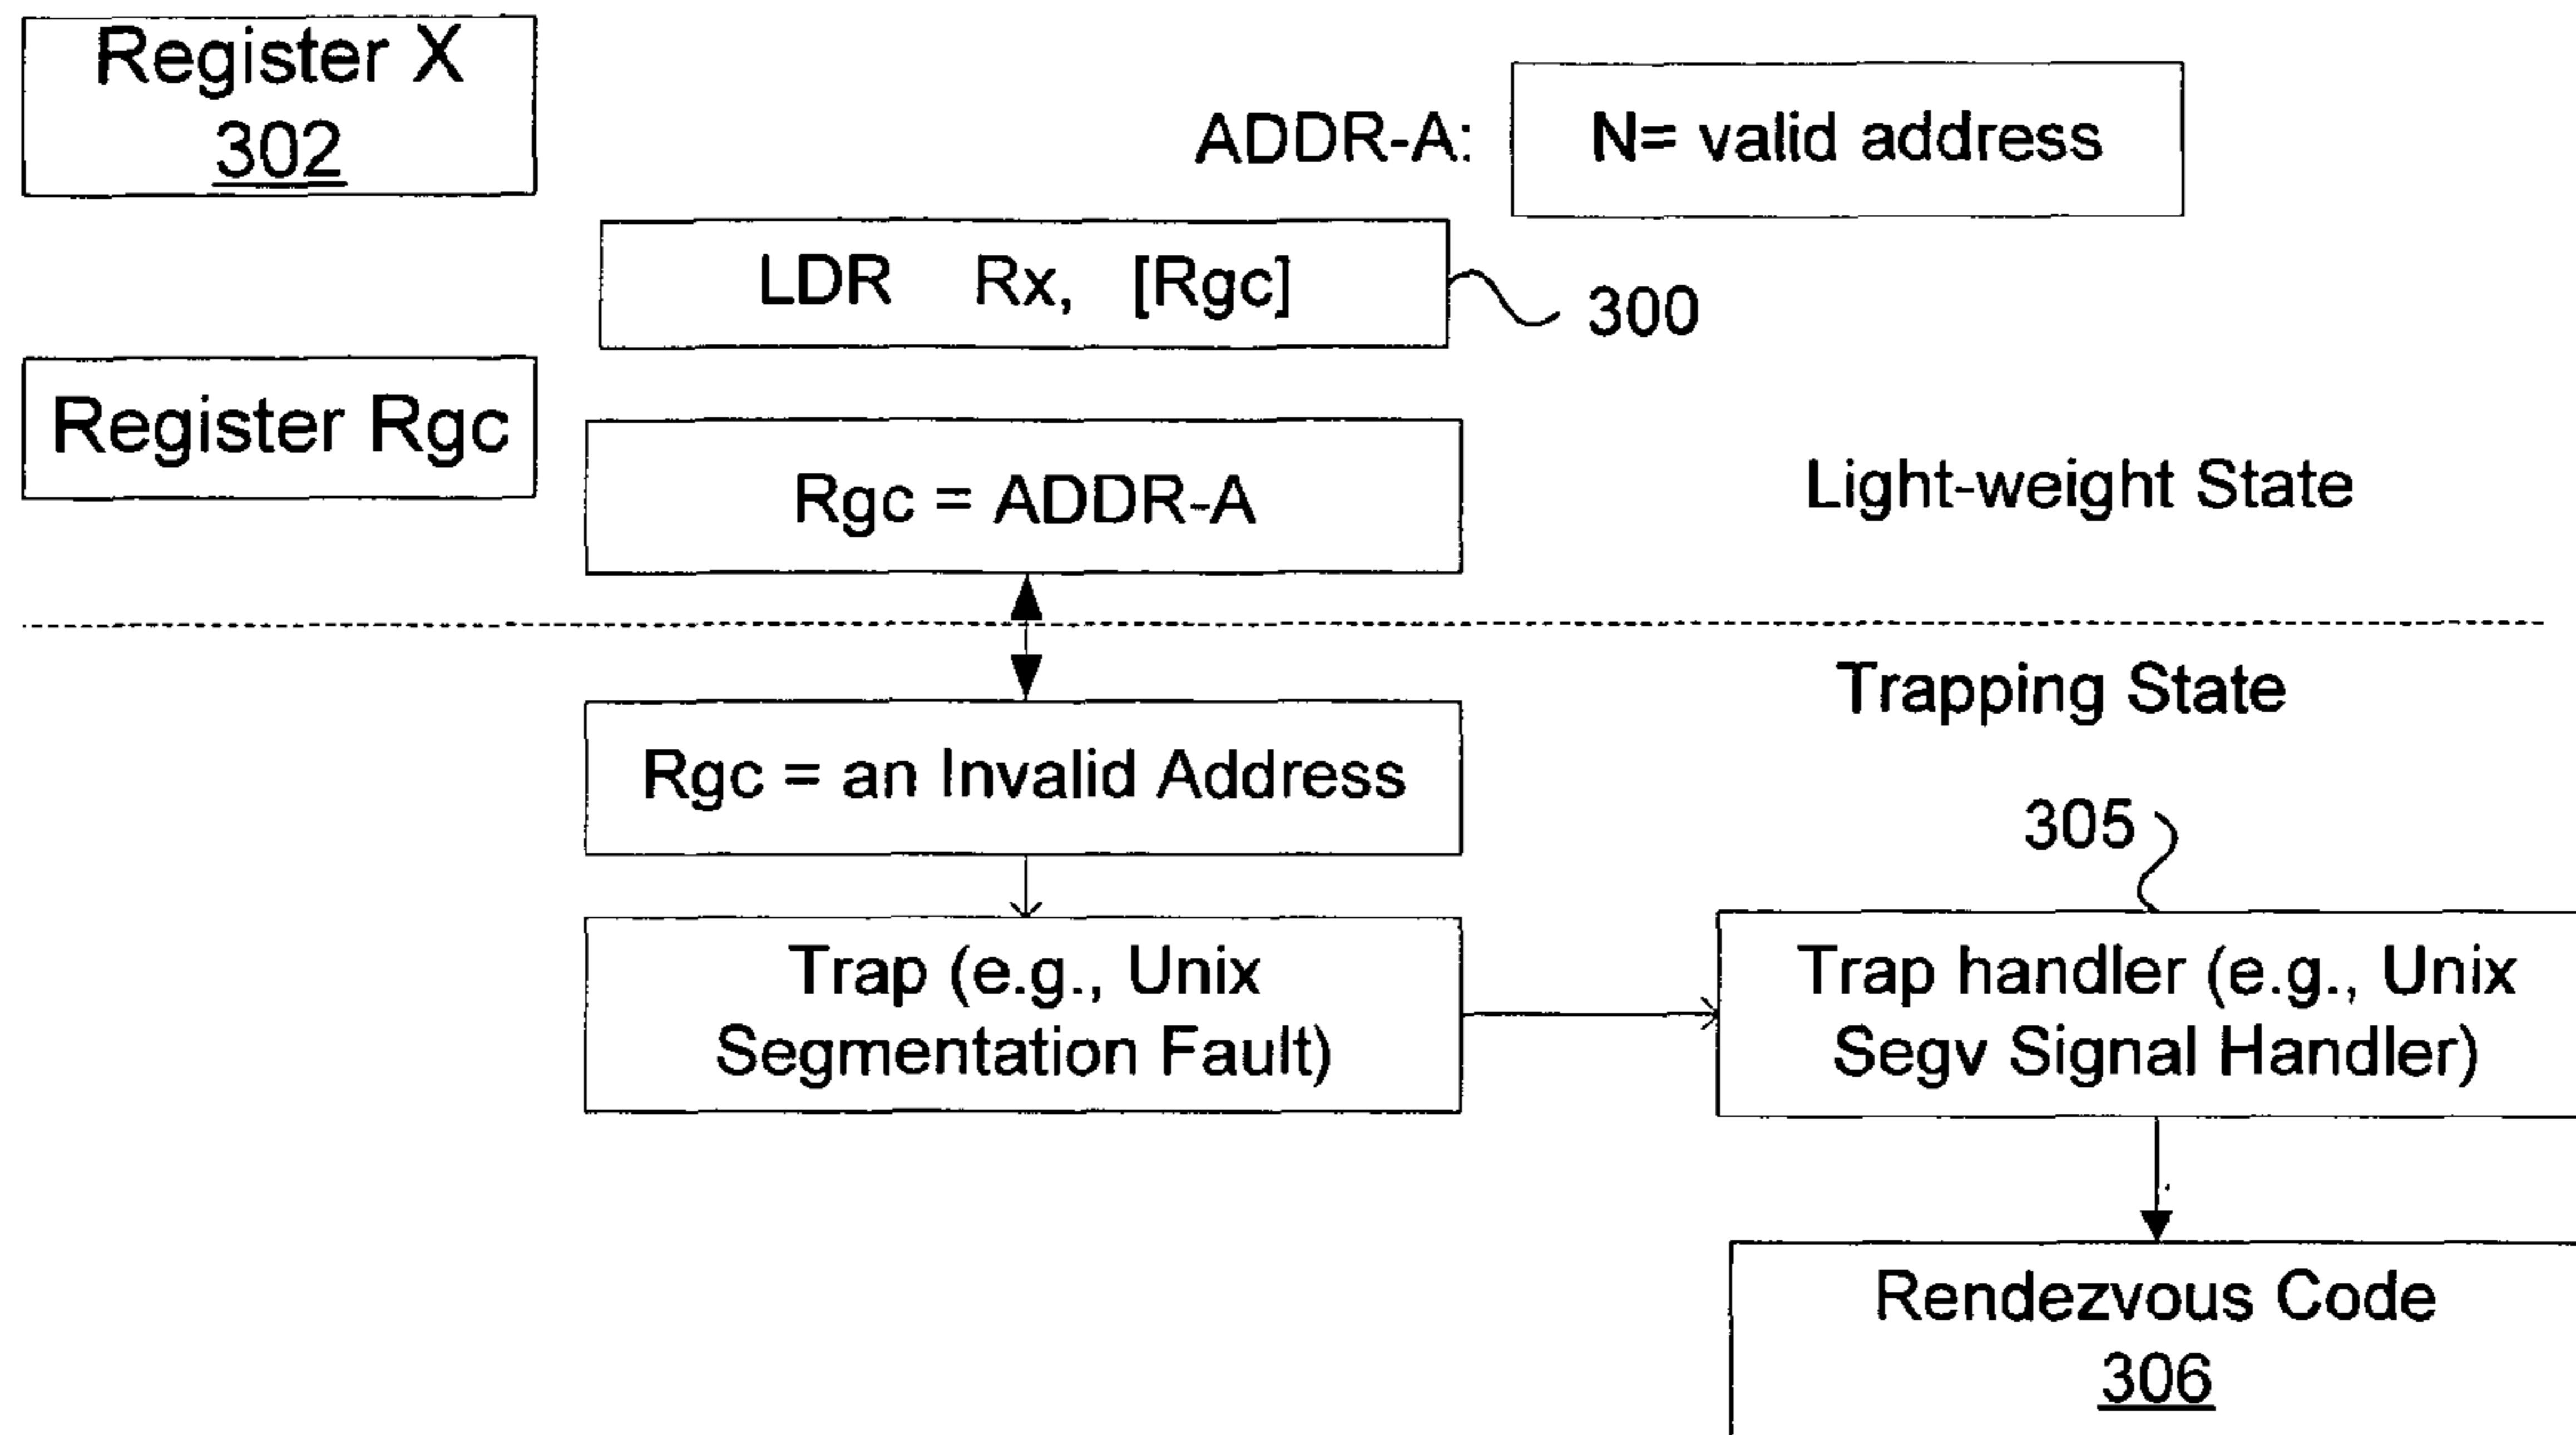 Register X
302
ADDR-A:
N= valid address
LDR Rx, [Rgc]
300
Register Rgc
Rgc = ADDR-A
Light-weight State
Trapping State
Rgc = an Invalid Address
305
Trap (e.g., Unix
Segmentation Fault)
Trap handler (e.g., Unix
Segv Signal Handler)
Rendezvous Code
306